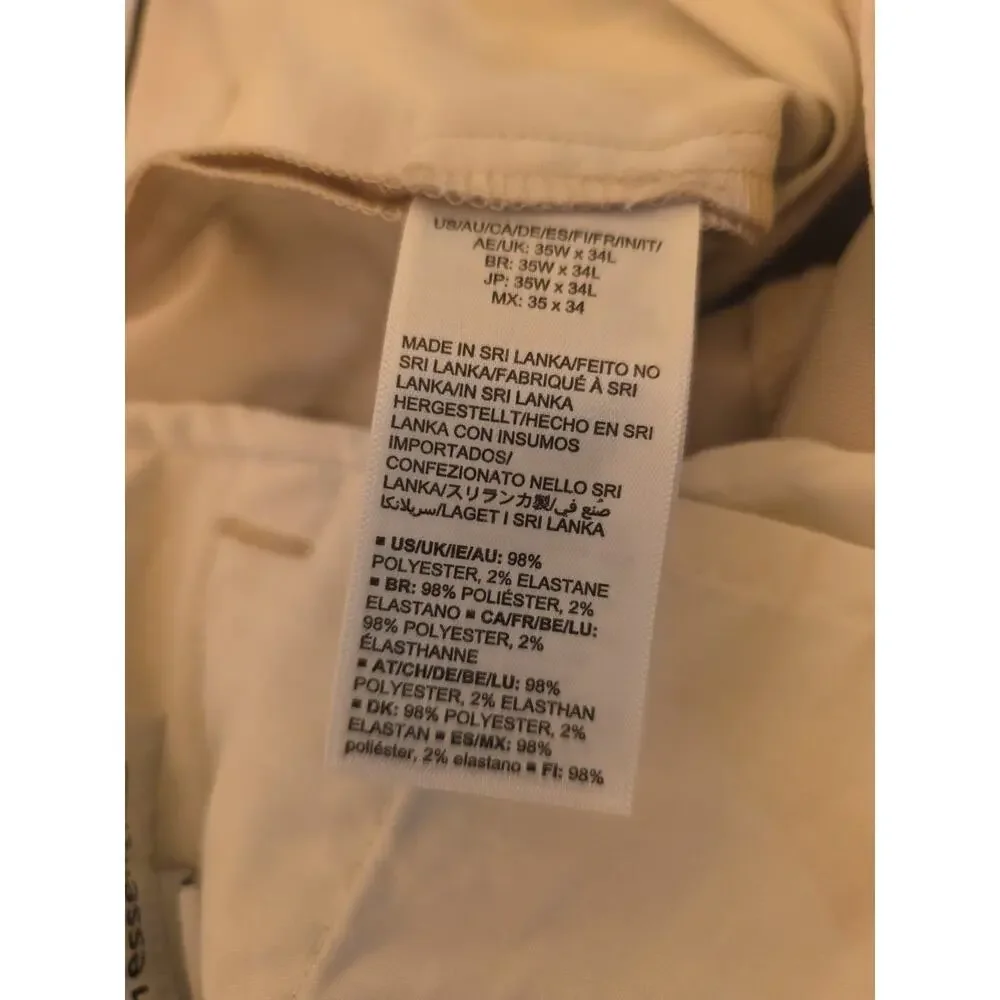 US/AU/CA/DE/ES/FI/FR/IN/IT/
AE/UK: 35W x 34L
BR: 35W x 34L
JP: 35W x 34L
MX: 35 x 34
MADE IN SRI LANKA/FEITO NO
SRI LANKA/FABRIQUÉ À SRI
LANKA/IN SRI LANKA
HERGESTELLT/HECHO EN SRI
LANKA CON INSUMOS
IMPORTADOS/
CONFEZIONATO NELLO SRI
LANKA/スリランカ製/صُنع في
سريلانكا/LAGET I SRI LANKA
▪ US/UK/IE/AU: 98%
POLYESTER, 2% ELASTANE
▪ BR: 98% POLIÉSTER, 2%
ELASTANO ▪ CA/FR/BE/LU:
98% POLYESTER, 2%
ÉLASTHANNE
▪ AT/CH/DE/BE/LU: 98%
POLYESTER, 2% ELASTHAN
▪ DK: 98% POLYESTER, 2%
ELASTAN ▪ ES/MX: 98%
poliéster, 2% elastano ▪ FI: 98%